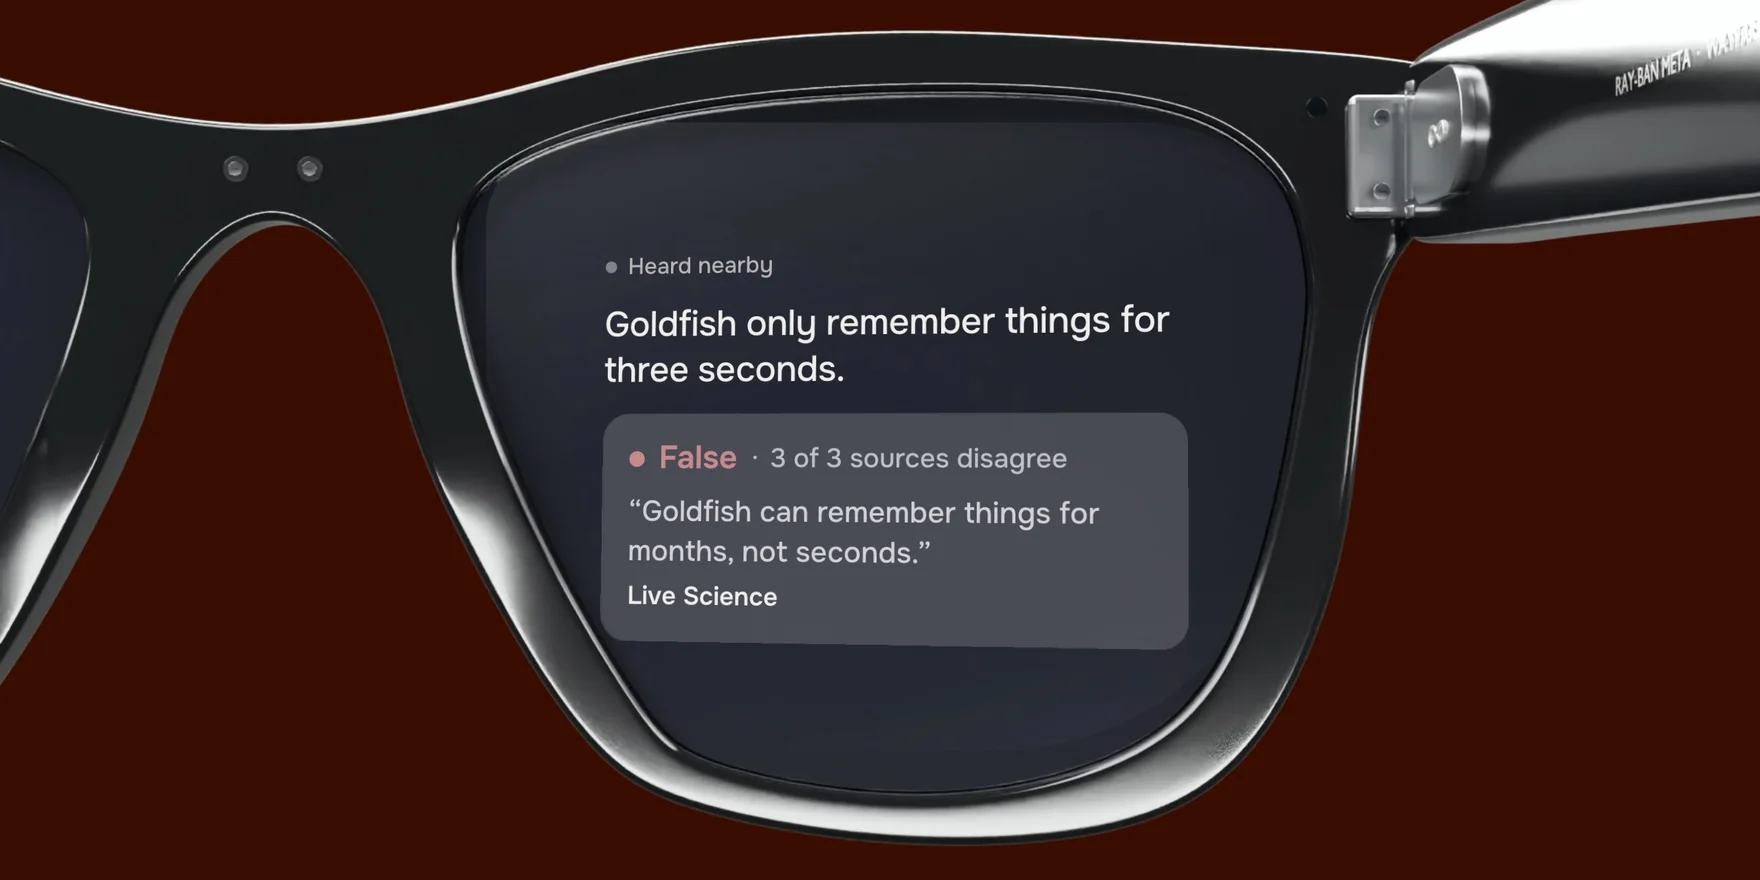 RAY-BAN META
Heard nearby
Goldfish only remember things for
three seconds.
False · 3 of 3 sources disagree
“Goldfish can remember things for
months, not seconds.”
Live Science